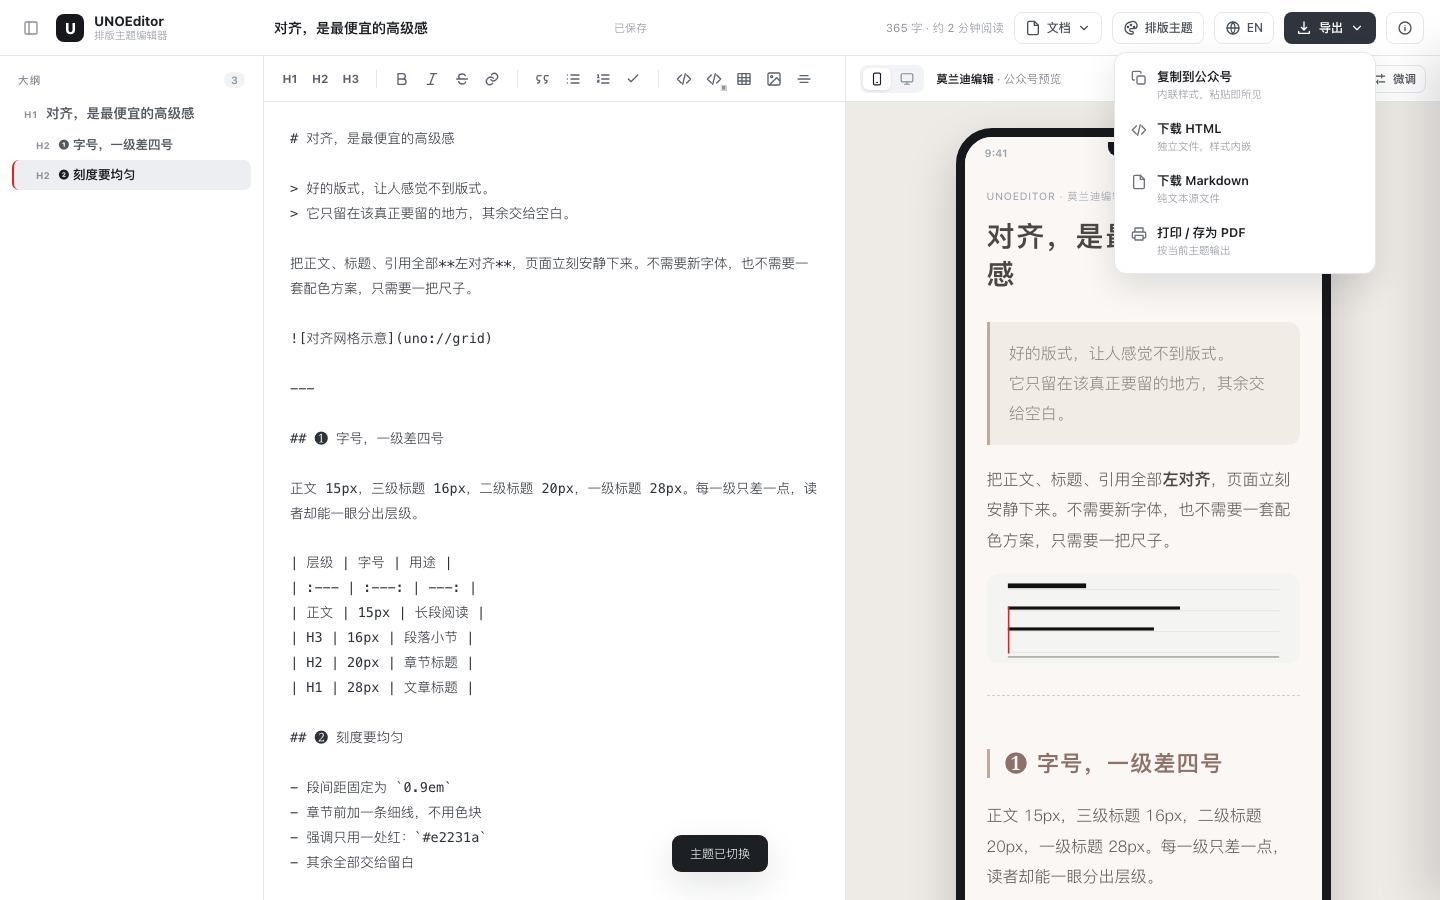 U
UNOEditor
排版主题编辑器
对齐，是最便宜的高级感
已保存
365 字 · 约 2 分钟阅读
文档
排版主题
EN
导出
大纲
3
H1 对齐，是最便宜的高级感
H2 ❶ 字号，一级差四号
H2 ❷ 刻度要均匀
H1 H2 H3
# 对齐，是最便宜的高级感
> 好的版式，让人感觉不到版式。
> 它只留在该真正要留的地方，其余交给空白。
把正文、标题、引用全部**左对齐**，页面立刻安静下来。不需要新字体，也不需要一
套配色方案，只需要一把尺子。
![对齐网格示意](uno://grid)
---
## ❶ 字号，一级差四号
正文 15px，三级标题 16px，二级标题 20px，一级标题 28px。每一级只差一点，读
者却能一眼分出层级。
| 层级 | 字号 | 用途 |
| :--- | :---: | ---: |
| 正文 | 15px | 长段阅读 |
| H3 | 16px | 段落小节 |
| H2 | 20px | 章节标题 |
| H1 | 28px | 文章标题 |
## ❷ 刻度要均匀
- 段间距固定为 `0.9em`
- 章节前加一条细线，不用色块
- 强调只用一处红：`#e2231a`
- 其余全部交给留白
主题已切换
莫兰迪编辑 · 公众号预览
微调
复制到公众号
内联样式，粘贴即所见
下载 HTML
独立文件，样式内嵌
下载 Markdown
纯文本源文件
打印 / 存为 PDF
按当前主题输出
9:41
UNOEDITOR · 莫兰迪编
对齐，是
感
好的版式，让人感觉不到版式。
它只留在该真正要留的地方，其余交
给空白。
把正文、标题、引用全部左对齐，页面立刻
安静下来。不需要新字体，也不需要一套配
色方案，只需要一把尺子。
❶ 字号，一级差四号
正文 15px，三级标题 16px，二级标题
20px，一级标题 28px。每一级只差一点，
读者却能一眼分出层级。